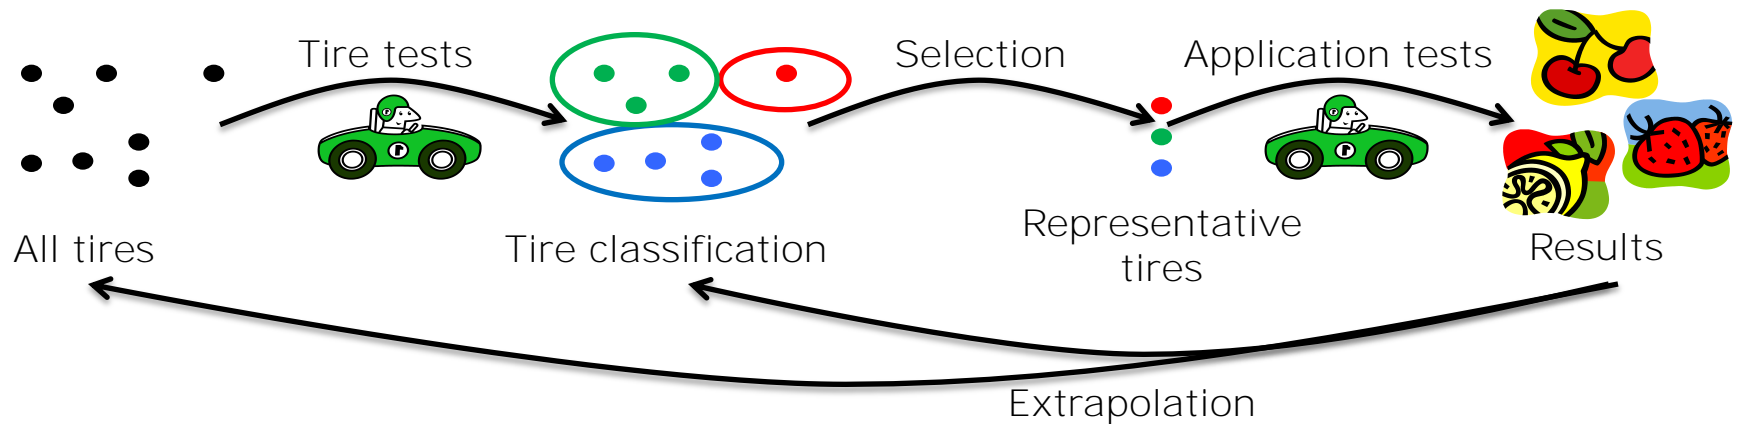 Tire tests
Selection
Application tests
All tires
Tire classification
Representative
tires
Results
Extrapolation